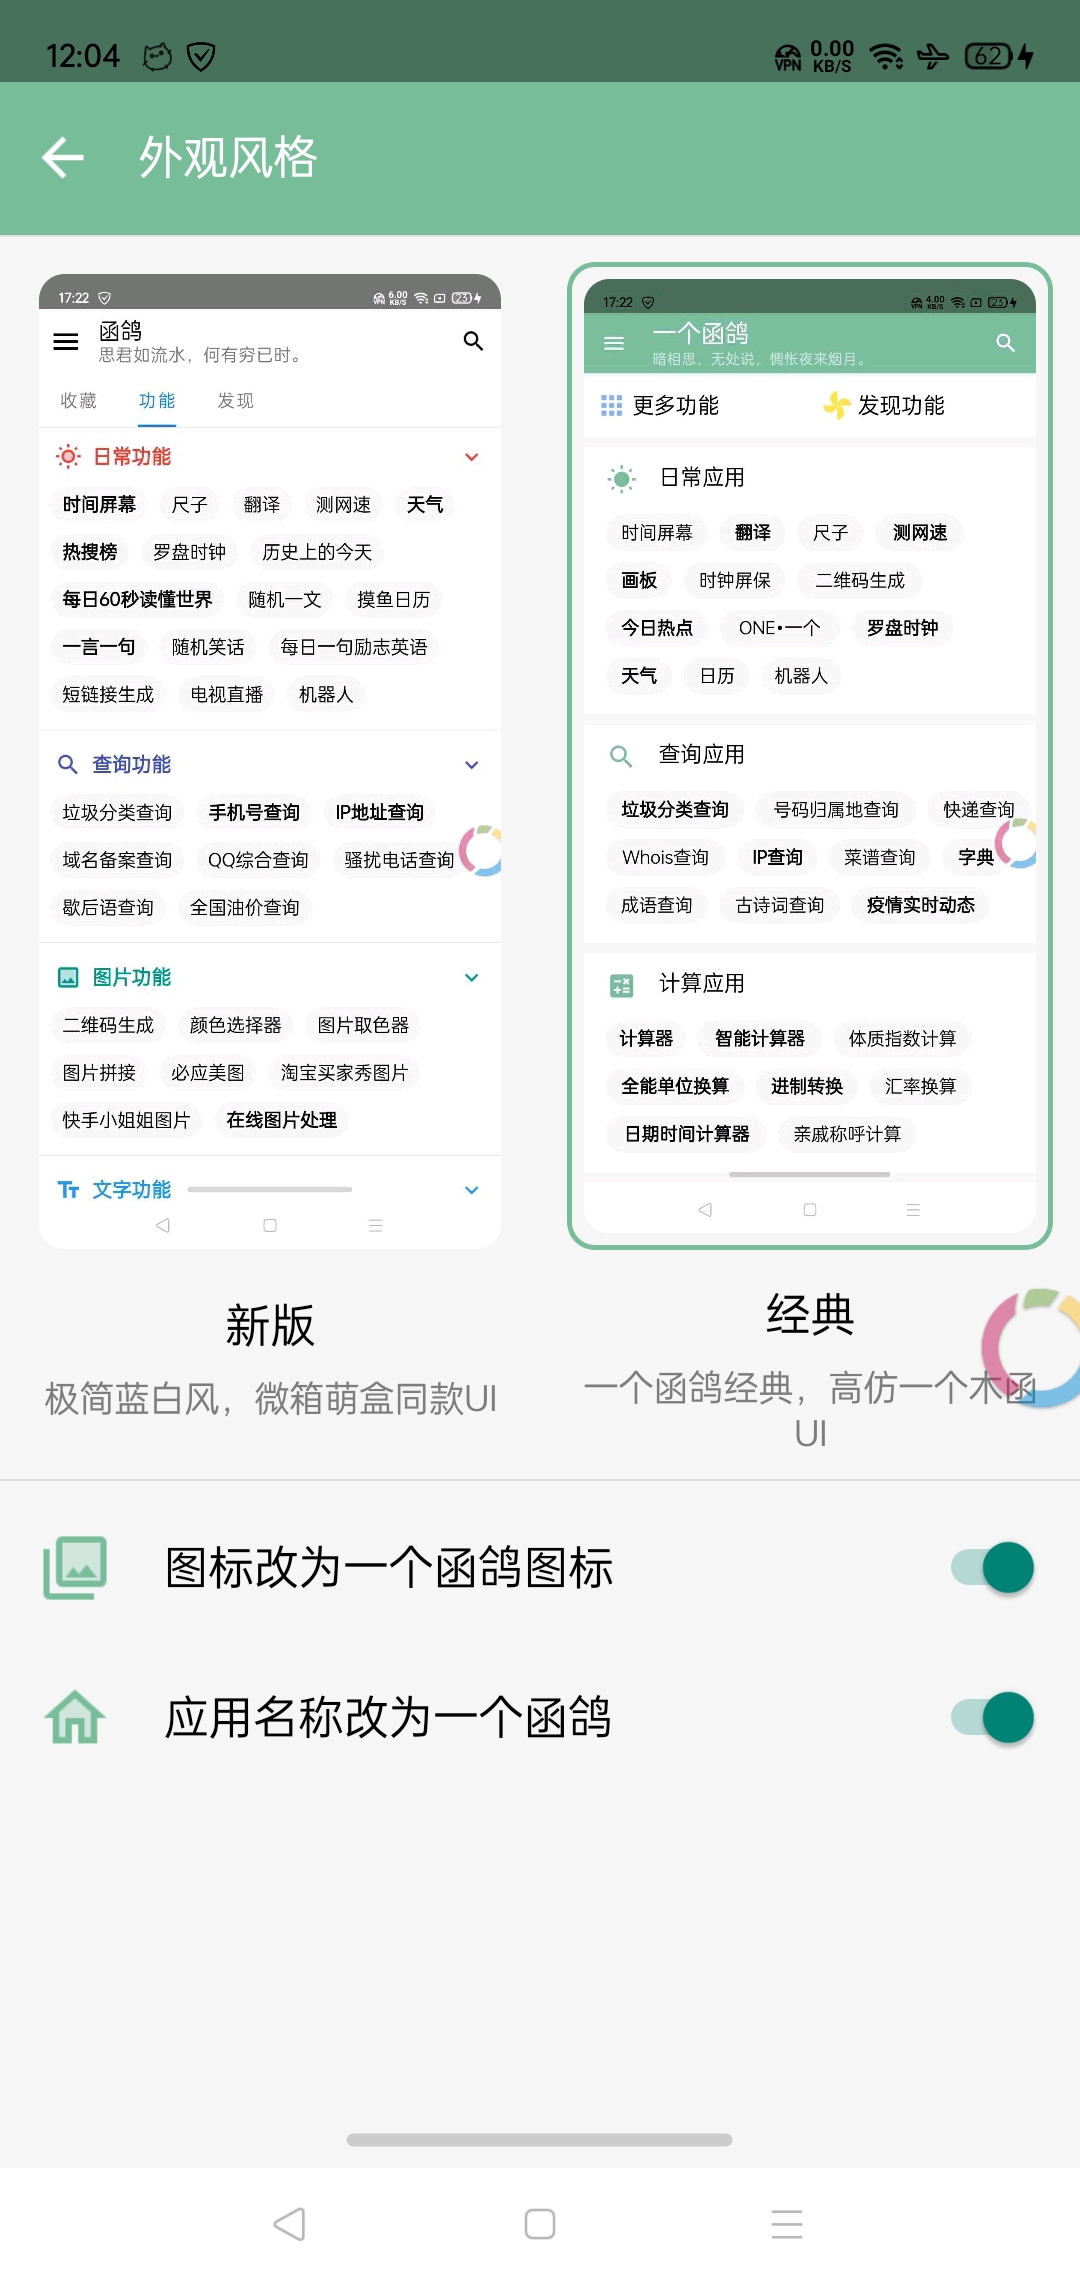 12:04
VPN 0.00 KB/S 62
外观风格
17:22
VPN 6.00 KB/S 23
函鸽
思君如流水，何有穷已时。
收藏 功能 发现
日常功能
时间屏幕 尺子 翻译 测网速 天气
热搜榜 罗盘时钟 历史上的今天
每日60秒读懂世界 随机一文 摸鱼日历
一言一句 随机笑话 每日一句励志英语
短链接生成 电视直播 机器人
查询功能
垃圾分类查询 手机号查询 IP地址查询
域名备案查询 QQ综合查询 骚扰电话查询
歇后语查询 全国油价查询
图片功能
二维码生成 颜色选择器 图片取色器
图片拼接 必应美图 淘宝买家秀图片
快手小姐姐图片 在线图片处理
Tт 文字功能
17:22
VPN 4.00 KB/S 23
一个函鸽
暗相思，无处说，惆怅夜来烟月。
更多功能 发现功能
日常应用
时间屏幕 翻译 尺子 测网速
画板 时钟屏保 二维码生成
今日热点 ONE•一个 罗盘时钟
天气 日历 机器人
查询应用
垃圾分类查询 号码归属地查询 快递查询
Whois查询 IP查询 菜谱查询 字典
成语查询 古诗词查询 疫情实时动态
计算应用
计算器 智能计算器 体质指数计算
全能单位换算 进制转换 汇率换算
日期时间计算器 亲戚称呼计算
新版
极简蓝白风，微箱萌盒同款UI
经典
一个函鸽经典，高仿一个木函
UI
图标改为一个函鸽图标
应用名称改为一个函鸽